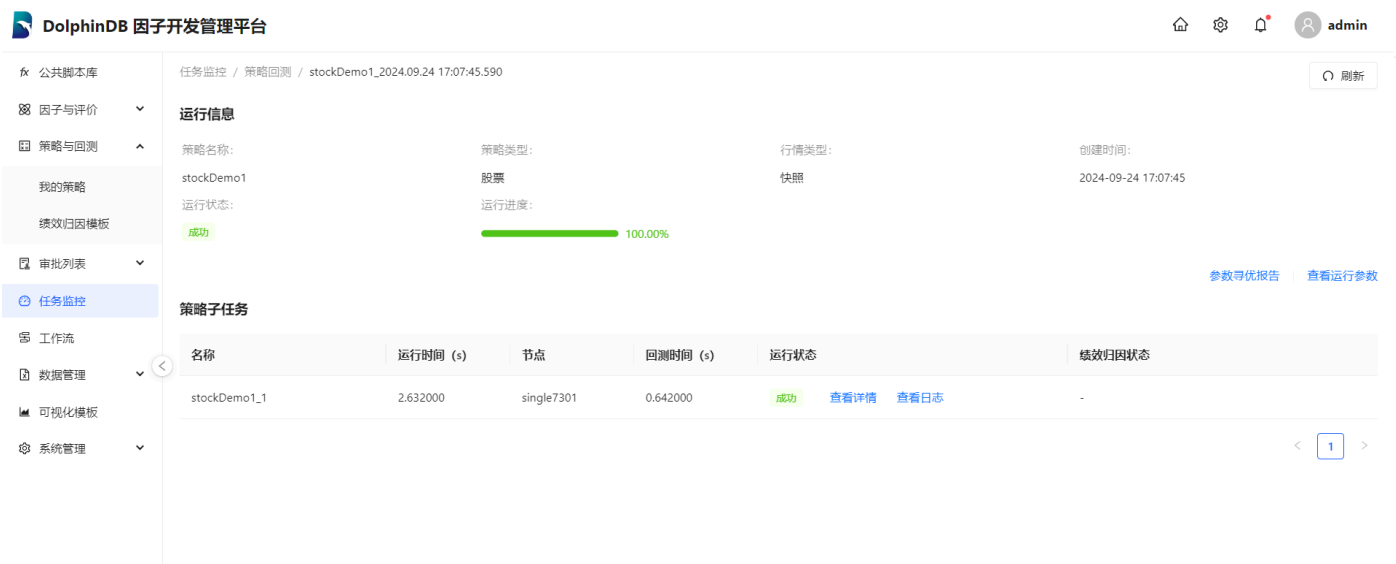 DolphinDB 因子开发管理平台
admin
fx 公共脚本库
因子与评价
策略与回测
我的策略
绩效归因模板
审批列表
任务监控
工作流
数据管理
可视化模板
系统管理
任务监控 / 策略回测 / stockDemo1_2024.09.24 17:07:45.590
刷新
运行信息
策略名称: 策略类型: 行情类型: 创建时间:
stockDemo1 股票 快照 2024-09-24 17:07:45
运行状态: 运行进度:
成功 100.00%
参数寻优报告 查看运行参数
策略子任务
名称 运行时间 (s) 节点 回测时间 (s) 运行状态 绩效归因状态
stockDemo1_1 2.632000 single7301 0.642000 成功 查看详情 查看日志 -
< 1 >